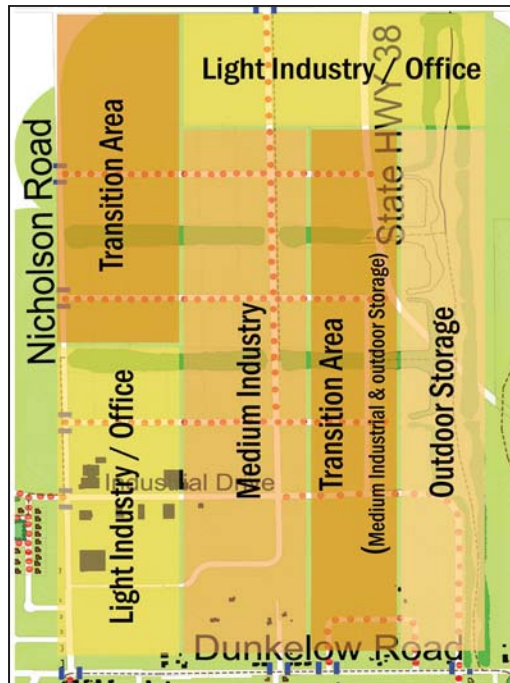 Light Industry / Office
State HWY 38
Nicholson Road
Transition Area
Medium Industry
Transition Area
(Medium Industrial & outdoor Storage)
Outdoor Storage
Light Industry / Office
Industrial Drive
Dunkelow Road